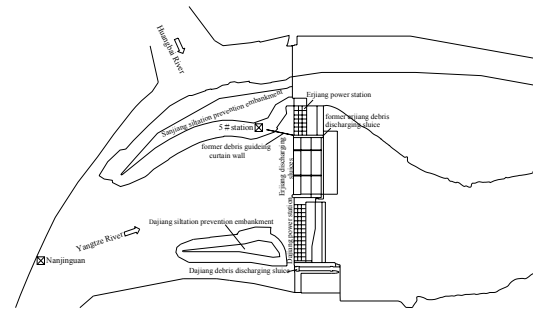 Huangbai River
Sanjiang siltation prevention embankment
Erjiang power station
former erjiang debris
discharging sluice
5 # station
former debris guideing
curtain wall
Erjiang discharging
sluices
Dajiang siltation prevention embankment
Yangtze River
Dajiang power station
Nanjinguan
Dajiang debris discharging sluice